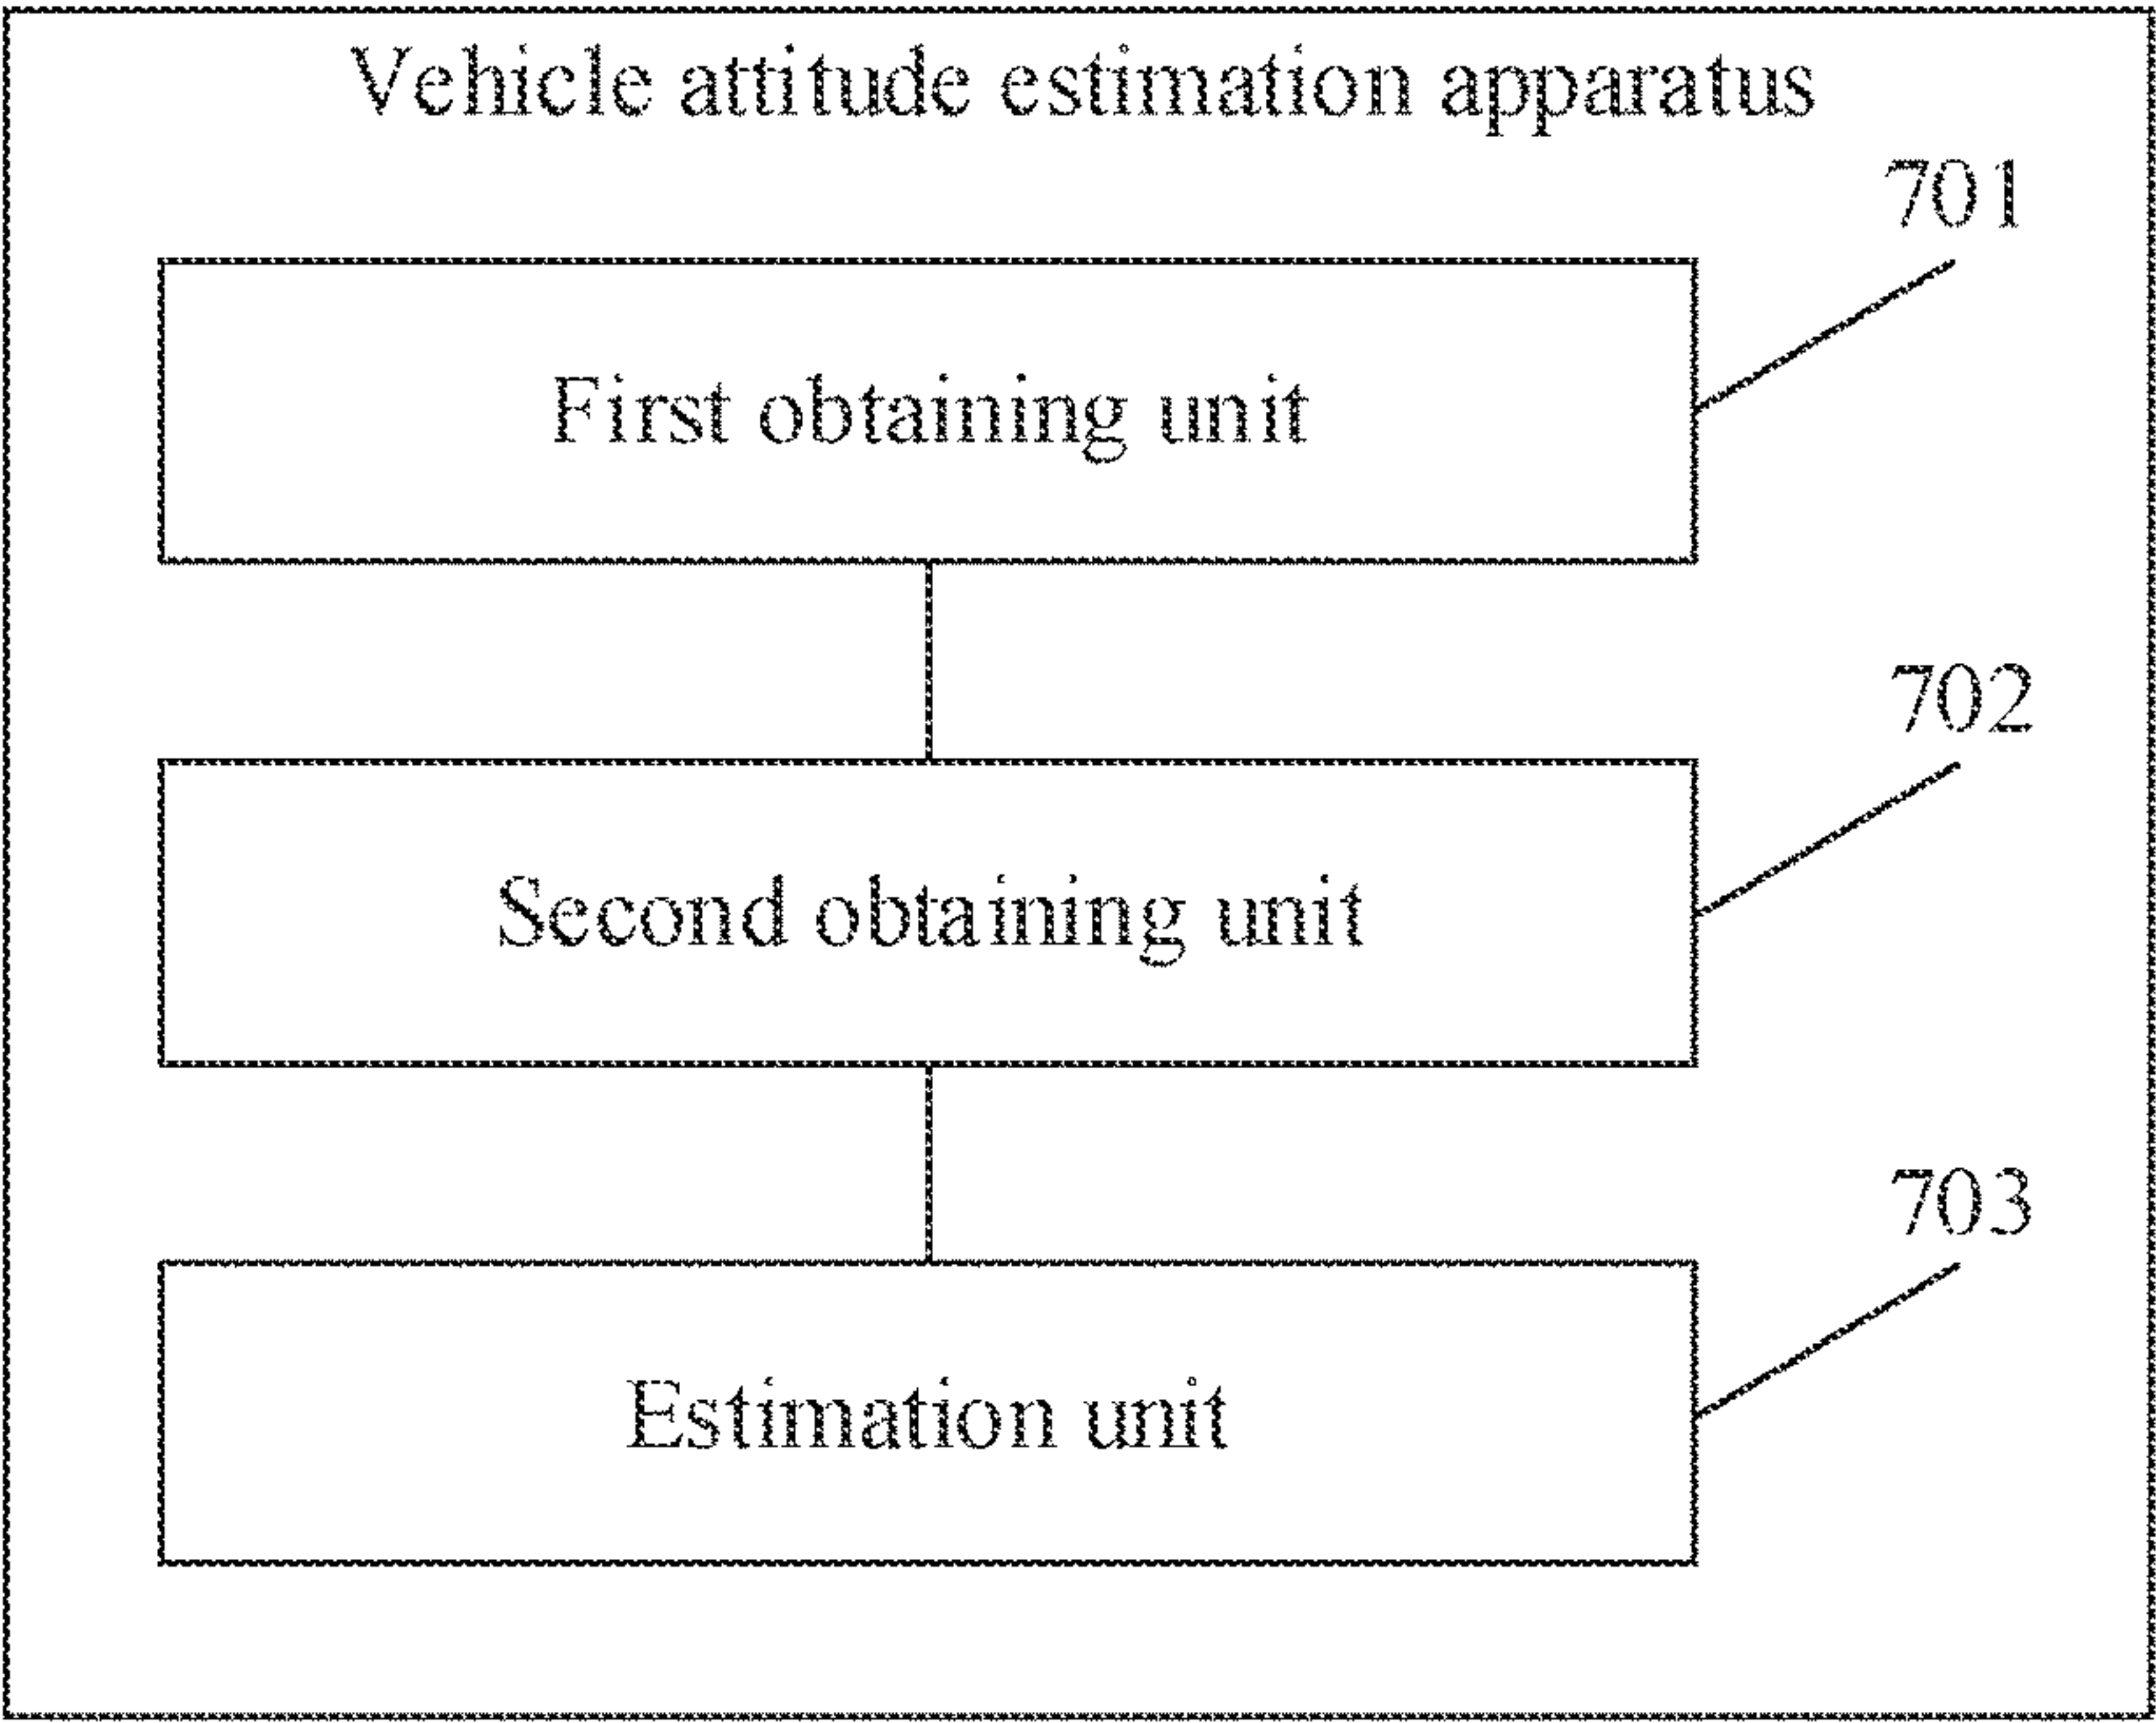 Vehicle attitude estimation apparatus
701
First obtaining unit
702
Second obtaining unit
703
Estimation unit